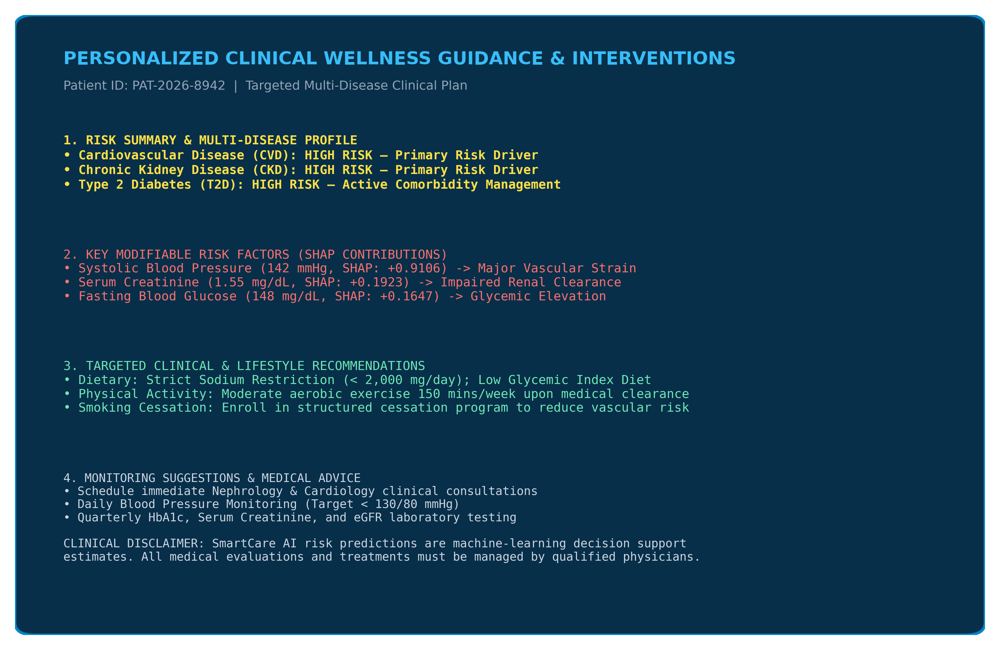 PERSONALIZED CLINICAL WELLNESS GUIDANCE & INTERVENTIONS
Patient ID: PAT-2026-8942 | Targeted Multi-Disease Clinical Plan
1. RISK SUMMARY & MULTI-DISEASE PROFILE
• Cardiovascular Disease (CVD): HIGH RISK — Primary Risk Driver
• Chronic Kidney Disease (CKD): HIGH RISK — Primary Risk Driver
• Type 2 Diabetes (T2D): HIGH RISK — Active Comorbidity Management
2. KEY MODIFIABLE RISK FACTORS (SHAP CONTRIBUTIONS)
• Systolic Blood Pressure (142 mmHg, SHAP: +0.9106) -> Major Vascular Strain
• Serum Creatinine (1.55 mg/dL, SHAP: +0.1923) -> Impaired Renal Clearance
• Fasting Blood Glucose (148 mg/dL, SHAP: +0.1647) -> Glycemic Elevation
3. TARGETED CLINICAL & LIFESTYLE RECOMMENDATIONS
• Dietary: Strict Sodium Restriction (< 2,000 mg/day); Low Glycemic Index Diet
• Physical Activity: Moderate aerobic exercise 150 mins/week upon medical clearance
• Smoking Cessation: Enroll in structured cessation program to reduce vascular risk
4. MONITORING SUGGESTIONS & MEDICAL ADVICE
• Schedule immediate Nephrology & Cardiology clinical consultations
• Daily Blood Pressure Monitoring (Target < 130/80 mmHg)
• Quarterly HbA1c, Serum Creatinine, and eGFR laboratory testing
CLINICAL DISCLAIMER: SmartCare AI risk predictions are machine-learning decision support
estimates. All medical evaluations and treatments must be managed by qualified physicians.